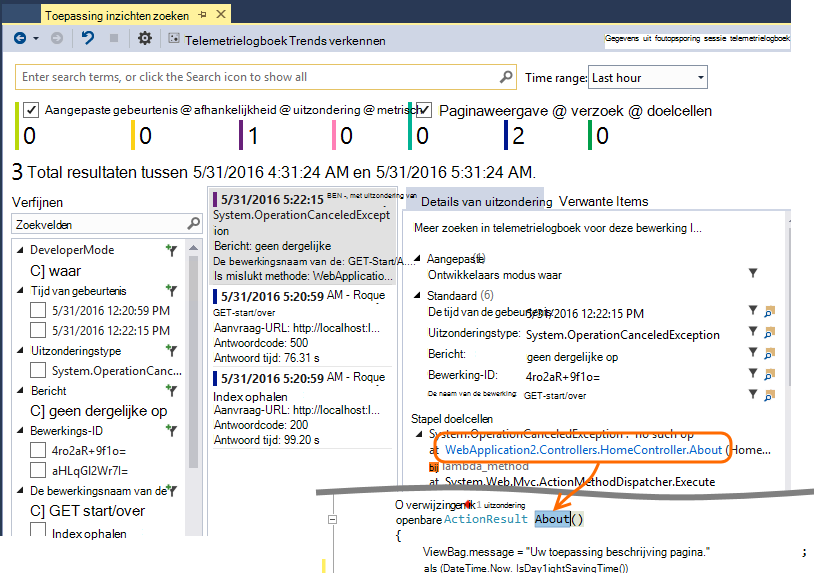 Toepassing inzichten zoeken
Telemetrielogboek Trends verkennen
Gegevens uit foutopsporing sessie telemetrielogboek
Enter search terms, or click the Search icon to show all
Time range: Last hour
Aangepaste gebeurtenis @ afhankelijkheid @ uitzondering @ metrisch
Paginaweergave @ verzoek @ doelcellen
0 0 1 0 0 2 0
3 Total resultaten tussen 5/31/2016 4:31:24 AM en 5/31/2016 5:31:24 AM.
Verfijnen
Zoekvelden
DeveloperMode
C] waar
Tijd van gebeurtenis
5/31/2016 12:20:59 PM
5/31/2016 12:22:15 PM
Uitzonderingstype
System.OperationCanc...
Bericht
C] geen dergelijke op
Bewerkings-ID
4ro2aR+9f1o=
aHLqGl2Wr7I=
De bewerkingsnaam van de
C] GET start/over
Index ophalen
5/31/2016 5:22:15 BEN -, met uitzondering van
System.OperationCanceledExcept
ion
Bericht: geen dergelijke
De bewerkingsnaam van de: GET-Start/A....
Is mislukt methode: WebApplicatio...
5/31/2016 5:20:59 AM - Roque
GET-start/over
Aanvraag-URL: http://localhost:l...
Antwoordcode: 500
Antwoord tijd: 76.31 s
5/31/2016 5:20:59 AM - Roque
Index ophalen
Aanvraag-URL: http://localhost:l...
Antwoordcode: 200
Antwoord tijd: 99.20 s
Details van uitzondering Verwante Items
Meer zoeken in telemetrielogboek voor deze bewerking I...
Aangepaste (1)
Ontwikkelaars modus waar
Standaard (6)
De tijd van de gebeurtenis 5/31/2016 12:22:15 PM
Uitzonderingstype: System.OperationCanceledException
Bericht: geen dergelijke op
Bewerking-ID: 4ro2aR+9f1o=
De naam van de bewerking: GET-start/over
Stapel doelcellen
System.OperationCanceledException : no such op
at WebApplication2.Controllers.HomeController.About (Home...
bij lambda_method
at System.Web.Mvc.ActionMethodDispatcher.Execute
O verwijzingen ik 1 uitzondering
openbare ActionResult About()
{
ViewBag.message = "Uw toepassing beschrijving pagina." ;
als (DateTime.Now. IsDay1ightSavingTime())